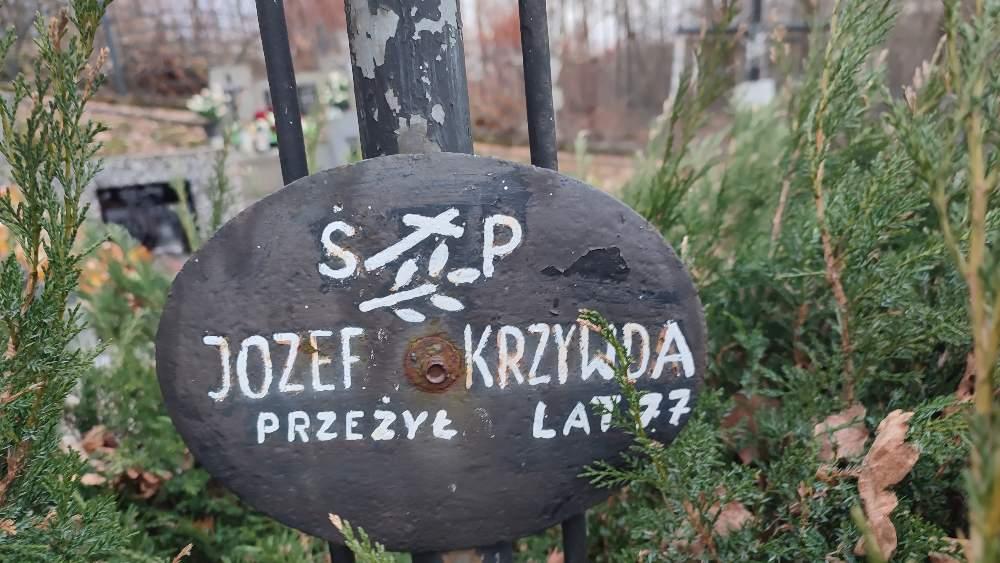 Ś P
JOZEF KRZYWDA
PRZEŻYŁ LAT 77